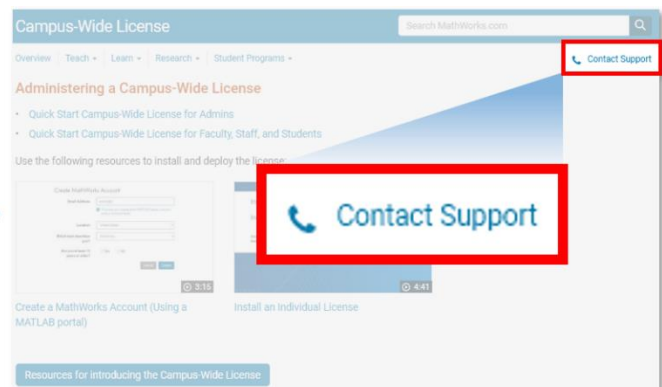 Campus-Wide License
Search MathWorks.com
Overview Teach Learn Research Student Programs
Contact Support
Administering a Campus-Wide License
• Quick Start Campus-Wide License for Admins
• Quick Start Campus-Wide License for Faculty, Staff, and Students
Use the following resources to install and deploy the license:
Contact Support
Create MathWorks Account
3:16
4:41
Create a MathWorks Account (Using a
MATLAB portal)
Install an Individual License
Resources for introducing the Campus-Wide License